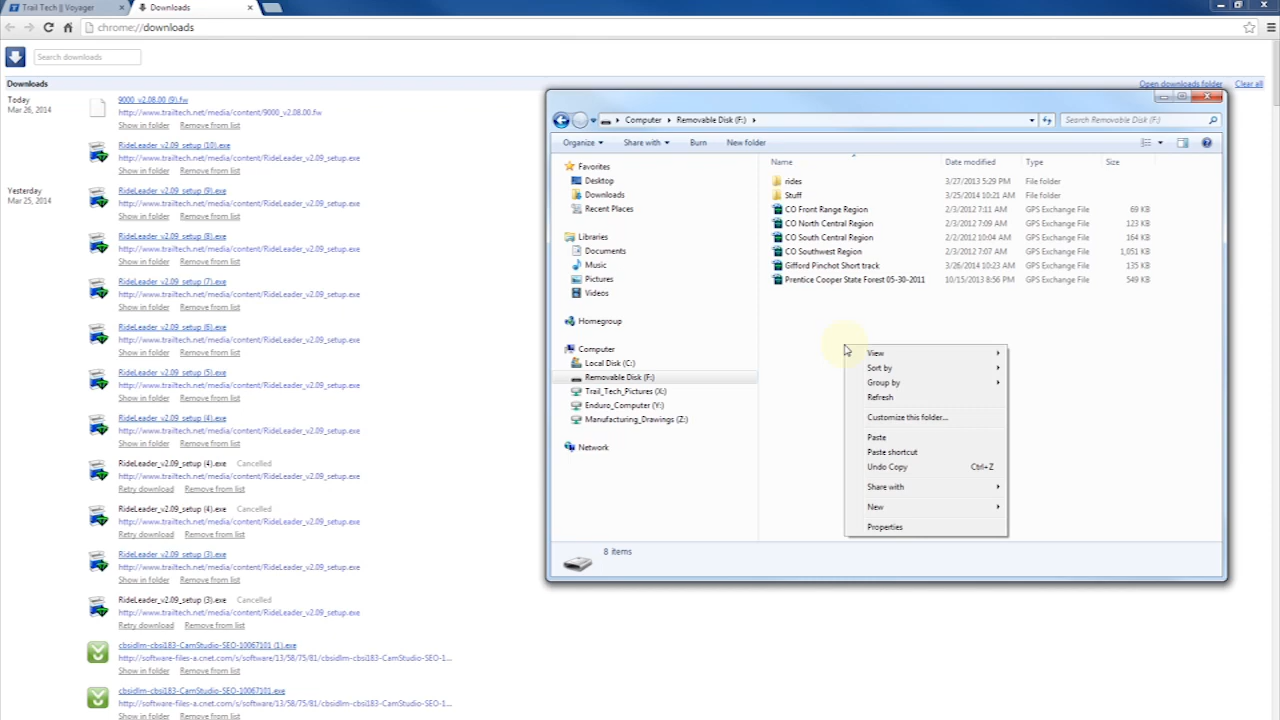 Trail Tech || Voyager
Downloads
chrome://downloads
Search downloads
Downloads
Open downloads folder
Clear all
Today
Mar 26, 2014
9000_v2.08.00 (9).fw
http://www.trailtech.net/media/content/9000_v2.08.00.fw
Show in folder Remove from list
RideLeader_v2.09_setup (10).exe
http://www.trailtech.net/media/content/RideLeader_v2.09_setup.exe
Show in folder Remove from list
Yesterday
Mar 25, 2014
RideLeader_v2.09_setup (9).exe
http://www.trailtech.net/media/content/RideLeader_v2.09_setup.exe
Show in folder Remove from list
RideLeader_v2.09_setup (8).exe
http://www.trailtech.net/media/content/RideLeader_v2.09_setup.exe
Show in folder Remove from list
RideLeader_v2.09_setup (7).exe
http://www.trailtech.net/media/content/RideLeader_v2.09_setup.exe
Show in folder Remove from list
RideLeader_v2.09_setup (6).exe
http://www.trailtech.net/media/content/RideLeader_v2.09_setup.exe
Show in folder Remove from list
RideLeader_v2.09_setup (5).exe
http://www.trailtech.net/media/content/RideLeader_v2.09_setup.exe
Show in folder Remove from list
RideLeader_v2.09_setup (4).exe
http://www.trailtech.net/media/content/RideLeader_v2.09_setup.exe
Show in folder Remove from list
RideLeader_v2.09_setup (4).exe Cancelled
http://www.trailtech.net/media/content/RideLeader_v2.09_setup.exe
Retry download Remove from list
RideLeader_v2.09_setup (4).exe Cancelled
http://www.trailtech.net/media/content/RideLeader_v2.09_setup.exe
Retry download Remove from list
RideLeader_v2.09_setup (3).exe
http://www.trailtech.net/media/content/RideLeader_v2.09_setup.exe
Show in folder Remove from list
RideLeader_v2.09_setup (3).exe Cancelled
http://www.trailtech.net/media/content/RideLeader_v2.09_setup.exe
Retry download Remove from list
cbsidlm-cbsi183-CamStudio-SEO-10067101 (1).exe
http://software-files-a.cnet.com/s/software/13/58/75/81/cbsidlm-cbsi183-CamStudio-SEO-1...
Show in folder Remove from list
cbsidlm-cbsi183-CamStudio-SEO-10067101.exe
http://software-files-a.cnet.com/s/software/13/58/75/81/cbsidlm-cbsi183-CamStudio-SEO-1...
Show in folder Remove from list
Computer Removable Disk (F:)
Search Removable Disk (F:)
Organize Share with Burn New folder
Favorites
Desktop
Downloads
Recent Places
Libraries
Documents
Music
Pictures
Videos
Homegroup
Computer
Local Disk (C:)
Removable Disk (F:)
Trail_Tech_Pictures (X:)
Enduro_Computer (Y:)
Manufacturing_Drawings (Z:)
Network
Name Date modified Type Size
rides 3/27/2013 5:29 PM File folder
Stuff 3/25/2014 10:21 AM File folder
CO Front Range Region 2/3/2012 7:11 AM GPS Exchange File 69 KB
CO North Central Region 2/3/2012 7:09 AM GPS Exchange File 123 KB
CO South Central Region 2/2/2012 10:04 AM GPS Exchange File 164 KB
CO Southwest Region 2/3/2012 7:07 AM GPS Exchange File 1,051 KB
Gifford Pinchot Short track 3/26/2014 10:23 AM GPS Exchange File 135 KB
Prentice Cooper State Forest 05-30-2011 10/15/2013 8:56 PM GPS Exchange File 549 KB
View
Sort by
Group by
Refresh
Customize this folder...
Paste
Paste shortcut
Undo Copy Ctrl+Z
Share with
New
Properties
8 items